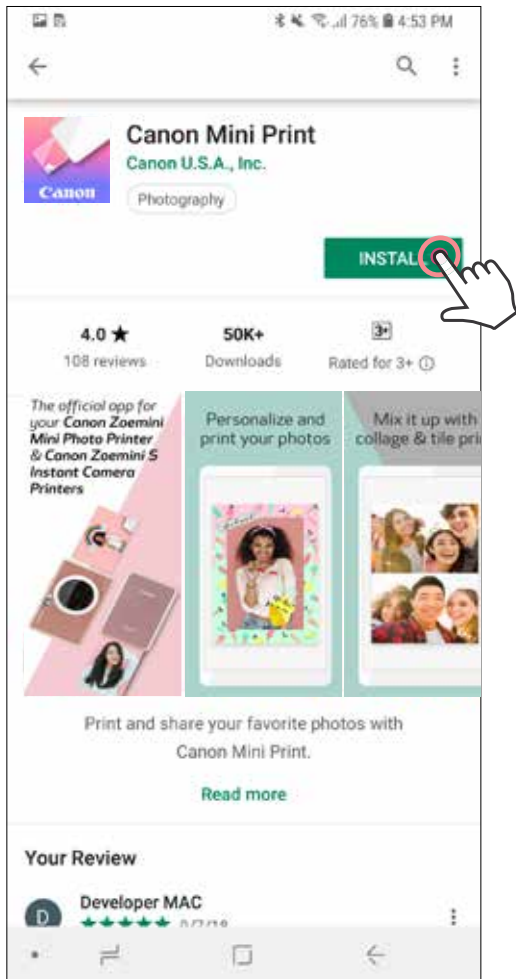 76% 4:53 PM
Canon Mini Print
Canon U.S.A., Inc.
Canon
Photography
INSTAL
4.0 ★
50K+
3+
108 reviews
Downloads
Rated for 3+
The official app for
your Canon Zoemini
Mini Photo Printer
& Canon Zoemini S
Instant Camera
Printers
Personalize and
print your photos
Mix it up with
collage & tile pri
Print and share your favorite photos with
Canon Mini Print.
Read more
Your Review
D
Developer MAC
★★★★★